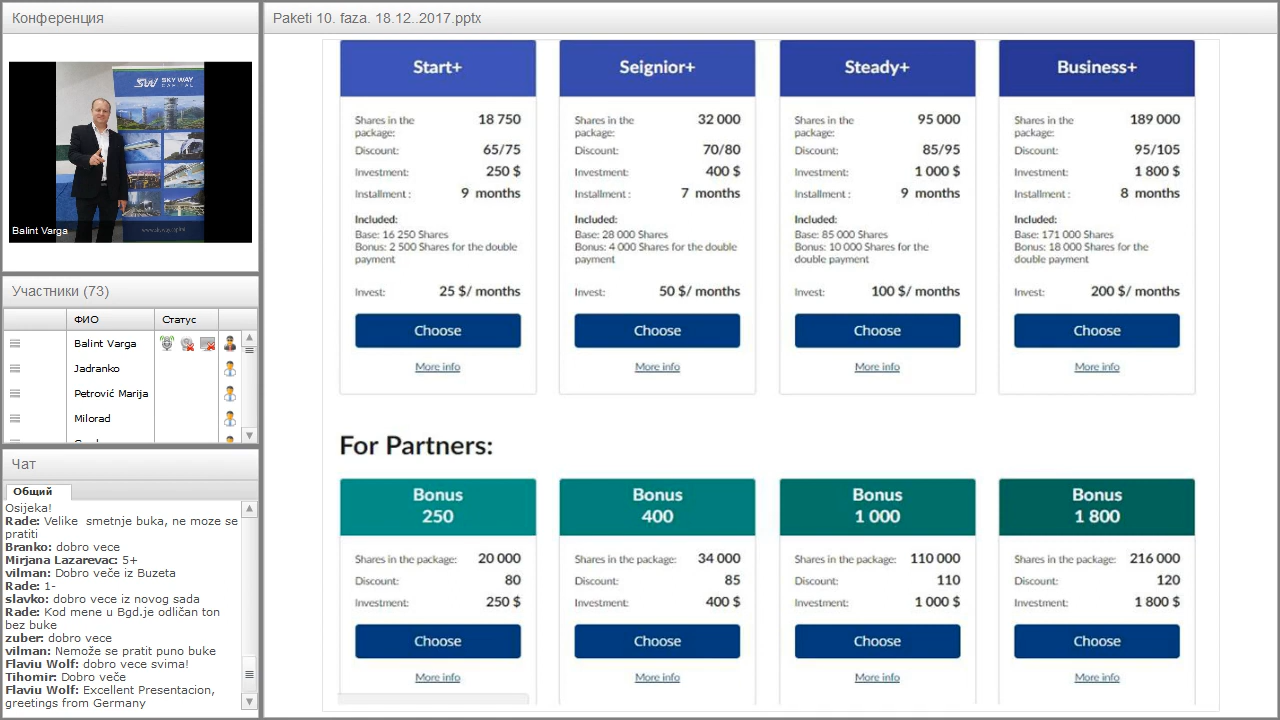 Конференция
SKY WAY
CAPITAL
www.skyway.capital
Balint Varga
Участники (73)
ФИО
Статус
Balint Varga
Jadranko
Petrović Marija
Milorad
Чат
Общий
Osijeka!
Rade: Velike smetnje buka, ne moze se
pratiti
Branko: dobro vece
Mirjana Lazarevac: 5+
vilman: Dobro veče iz Buzeta
Rade: 1-
slavko: dobro vece iz novog sada
Rade: Kod mene u Bgd.je odličan ton
bez buke
zuber: dobro vece
vilman: Nemože se pratit puno buke
Flaviu Wolf: dobro vece svima!
Tihomir: Dobro veče
Flaviu Wolf: Excellent Presentacion,
greetings from Germany
Paketi 10. faza. 18.12..2017.pptx
Start+
Shares in the
package:
18 750
Discount: 65/75
Investment: 250 $
Installment : 9 months
Included:
Base: 16 250 Shares
Bonus: 2 500 Shares for the double
payment
Invest: 25 $/ months
Choose
More info
Seignior+
Shares in the
package:
32 000
Discount: 70/80
Investment: 400 $
Installment : 7 months
Included:
Base: 28 000 Shares
Bonus: 4 000 Shares for the double
payment
Invest: 50 $/ months
Choose
More info
Steady+
Shares in the
package:
95 000
Discount: 85/95
Investment: 1 000 $
Installment : 9 months
Included:
Base: 85 000 Shares
Bonus: 10 000 Shares for the
double payment
Invest: 100 $/ months
Choose
More info
Business+
Shares in the
package:
189 000
Discount: 95/105
Investment: 1 800 $
Installment : 8 months
Included:
Base: 171 000 Shares
Bonus: 18 000 Shares for the
double payment
Invest: 200 $/ months
Choose
More info
For Partners:
Bonus
250
Shares in the package: 20 000
Discount: 80
Investment: 250 $
Choose
More info
Bonus
400
Shares in the package: 34 000
Discount: 85
Investment: 400 $
Choose
More info
Bonus
1 000
Shares in the package: 110 000
Discount: 110
Investment: 1 000 $
Choose
More info
Bonus
1 800
Shares in the package: 216 000
Discount: 120
Investment: 1 800 $
Choose
More info